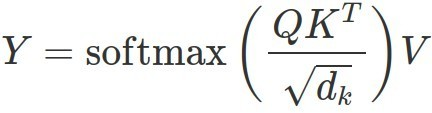 Y = softmax ( QK^T / √d_k ) V